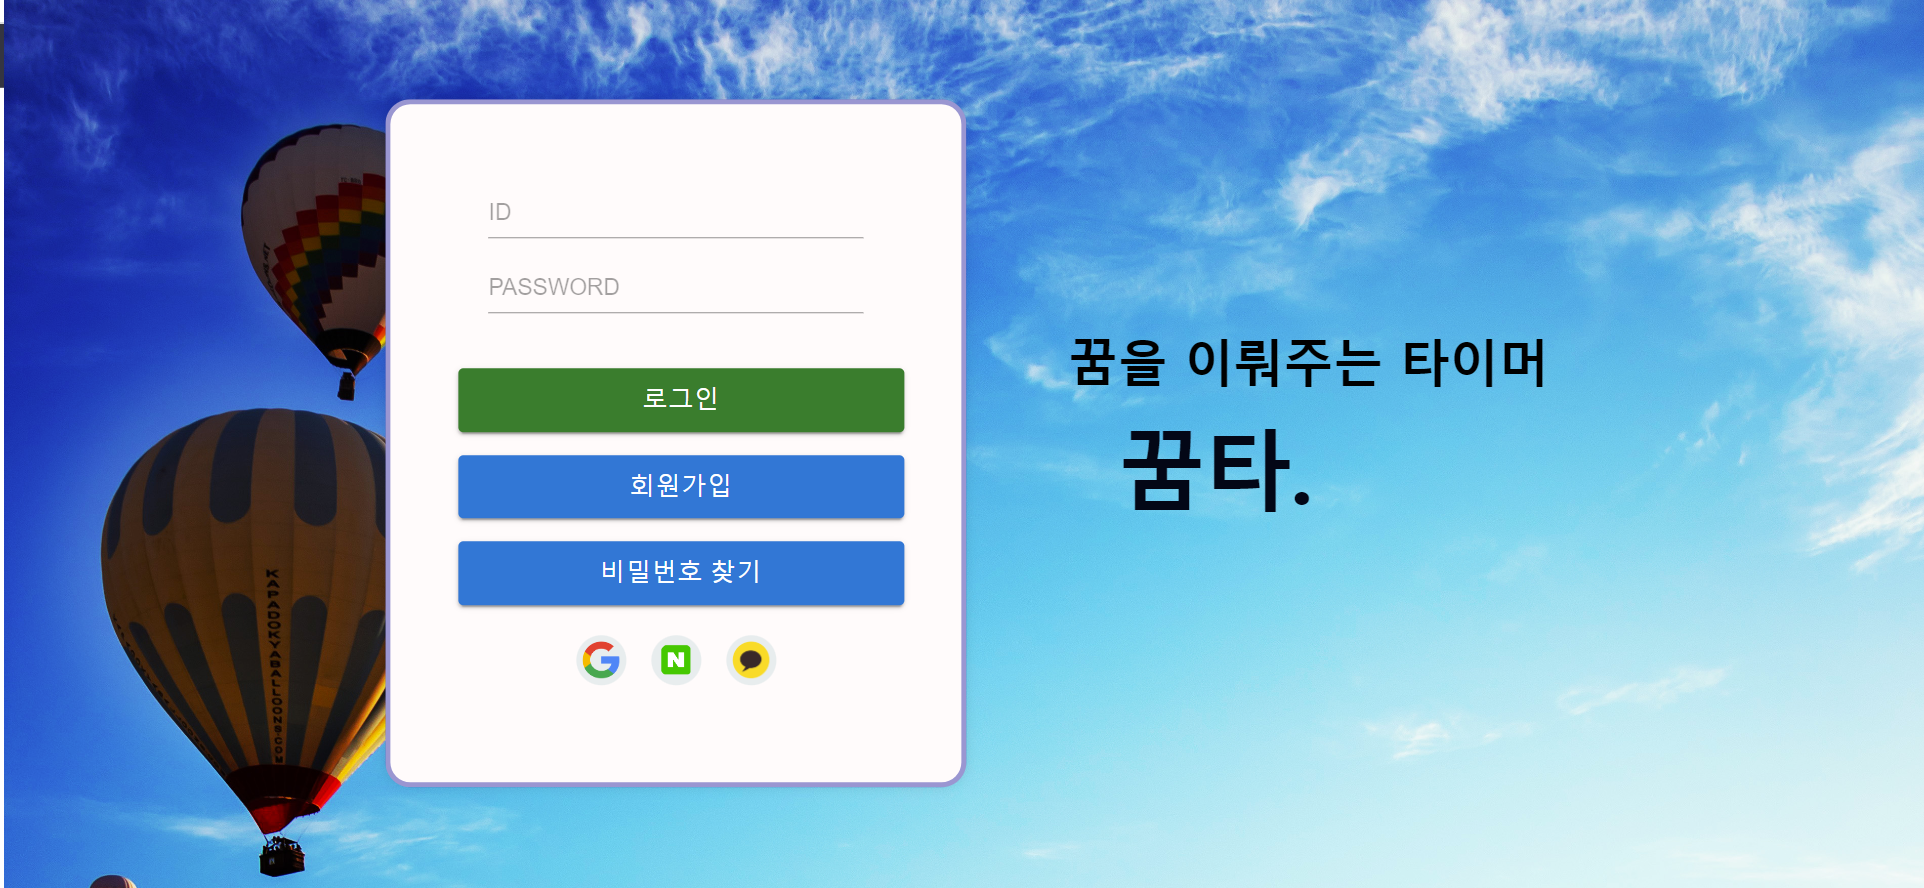 ID
PASSWORD
로그인
회원가입
비밀번호 찾기
N
꿈을 이뤄주는 타이머
꿈타.
KAPADOKYABALLOONS.COM